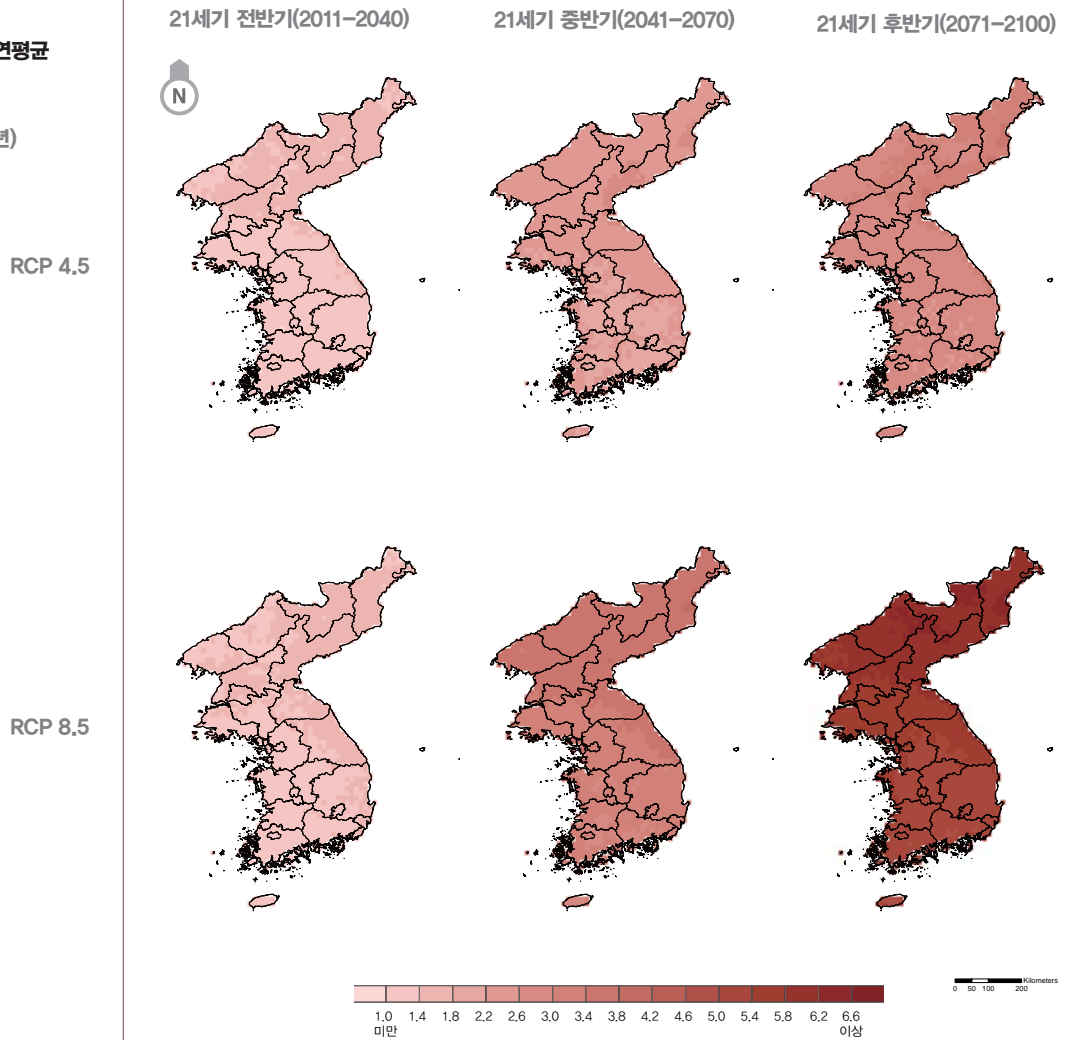 21세기 전반기(2011-2040)
21세기 중반기(2041-2070)
21세기 후반기(2071-2100)
연평균
년)
N
RCP 4.5
RCP 8.5
1.0 1.4 1.8 2.2 2.6 3.0 3.4 3.8 4.2 4.6 5.0 5.4 5.8 6.2 6.6
미만 이상
Kilometers
0 50 100 200